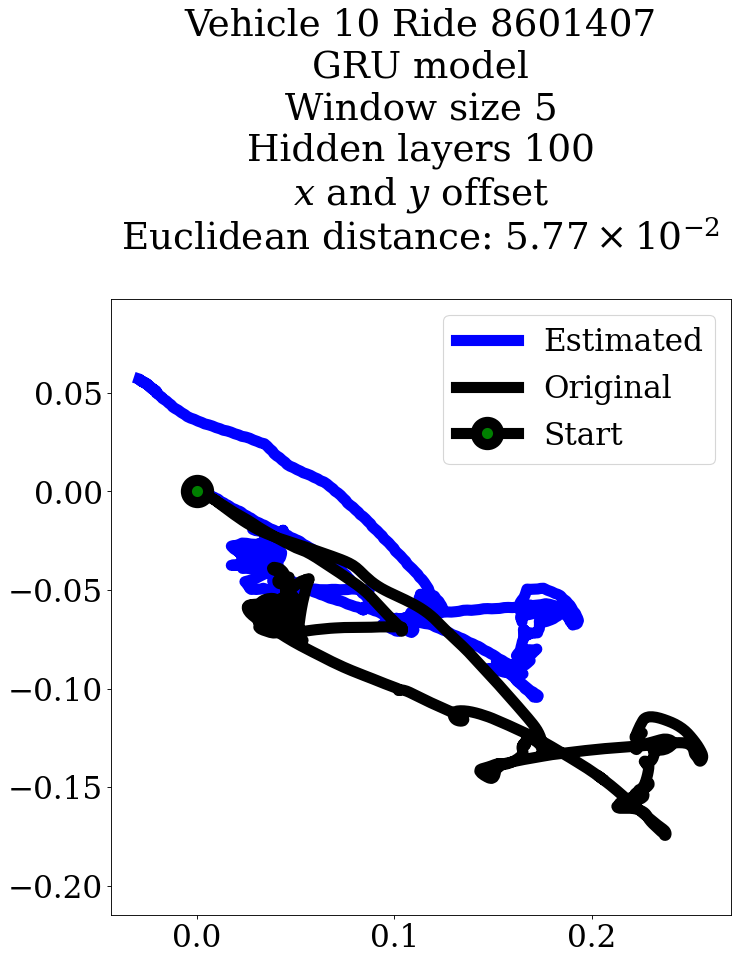 Vehicle 10 Ride 8601407
GRU model
Window size 5
Hidden layers 100
x and y offset
Euclidean distance: 5.77 × 10⁻²
Estimated
Original
Start
0.05
0.00
−0.05
−0.10
−0.15
−0.20
0.0 0.1 0.2